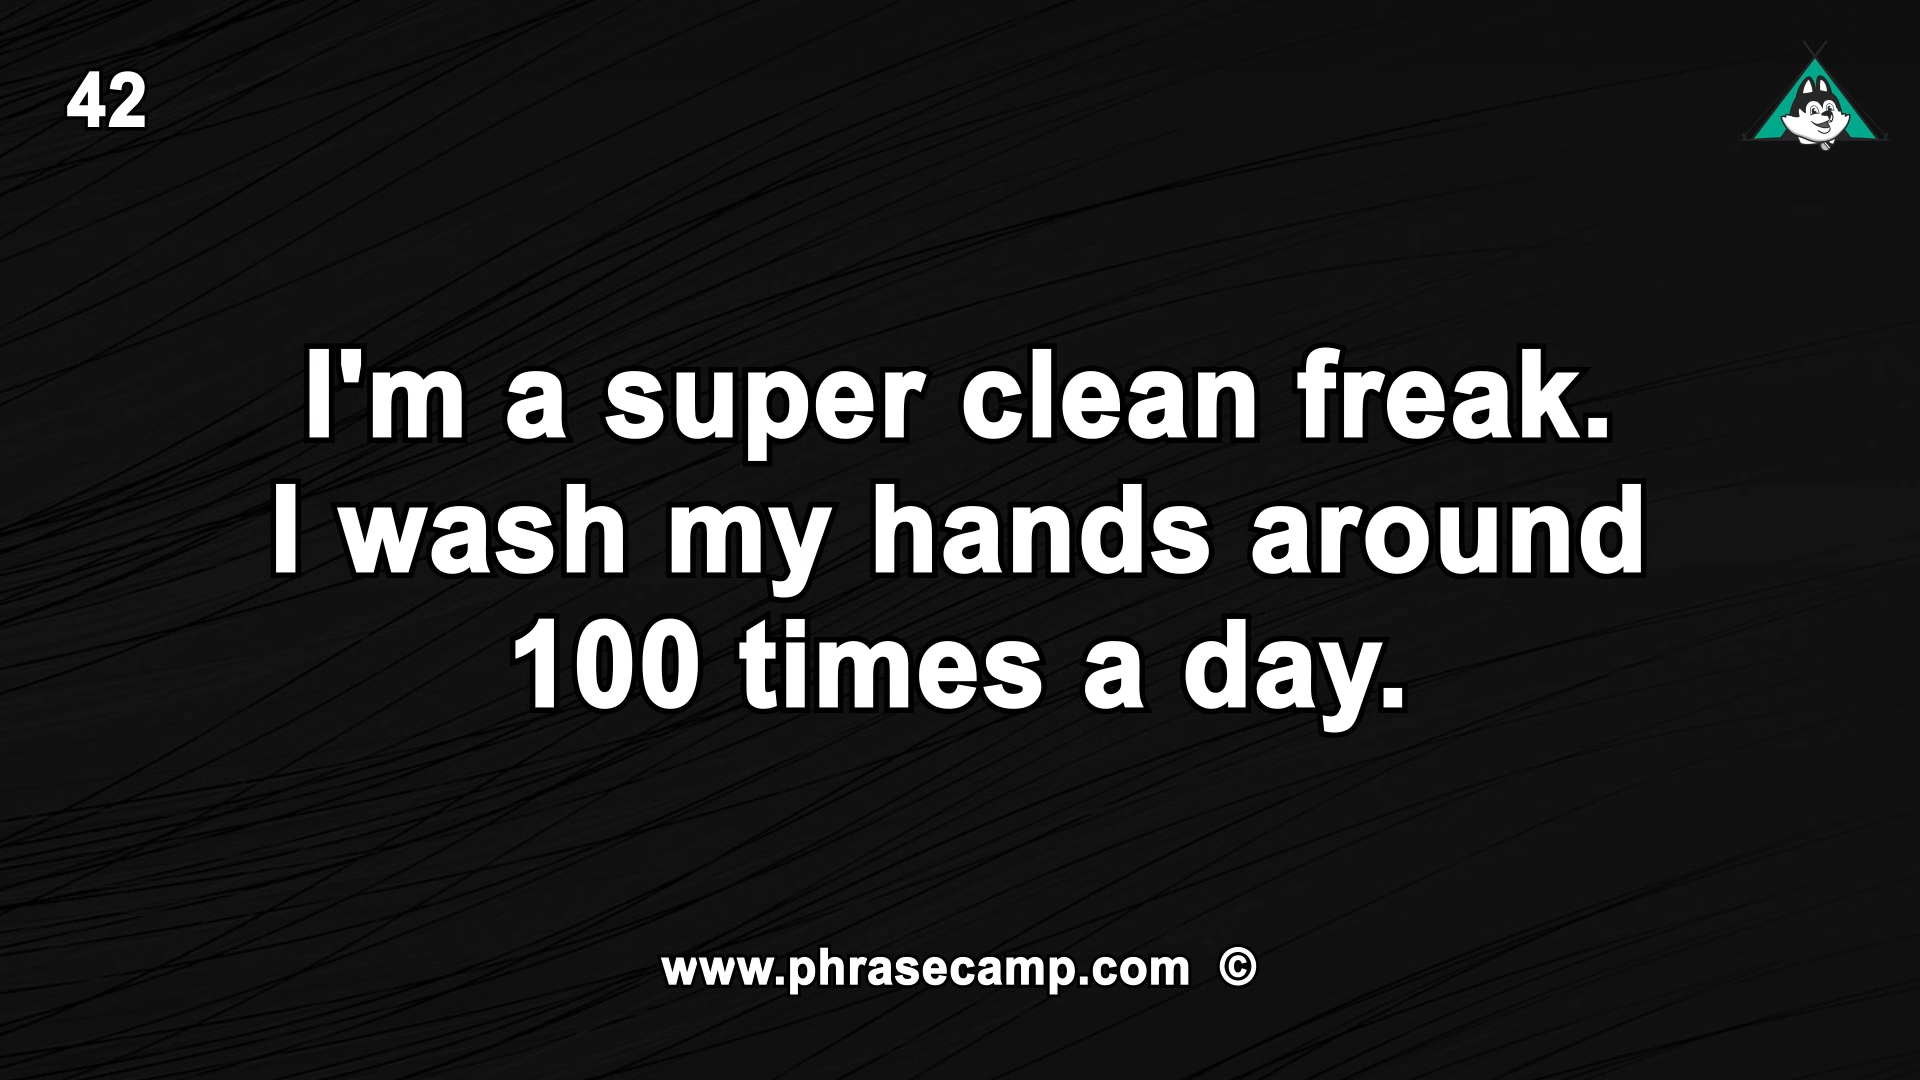 42
I'm a super clean freak.
I wash my hands around
100 times a day.
www.phrasecamp.com ©